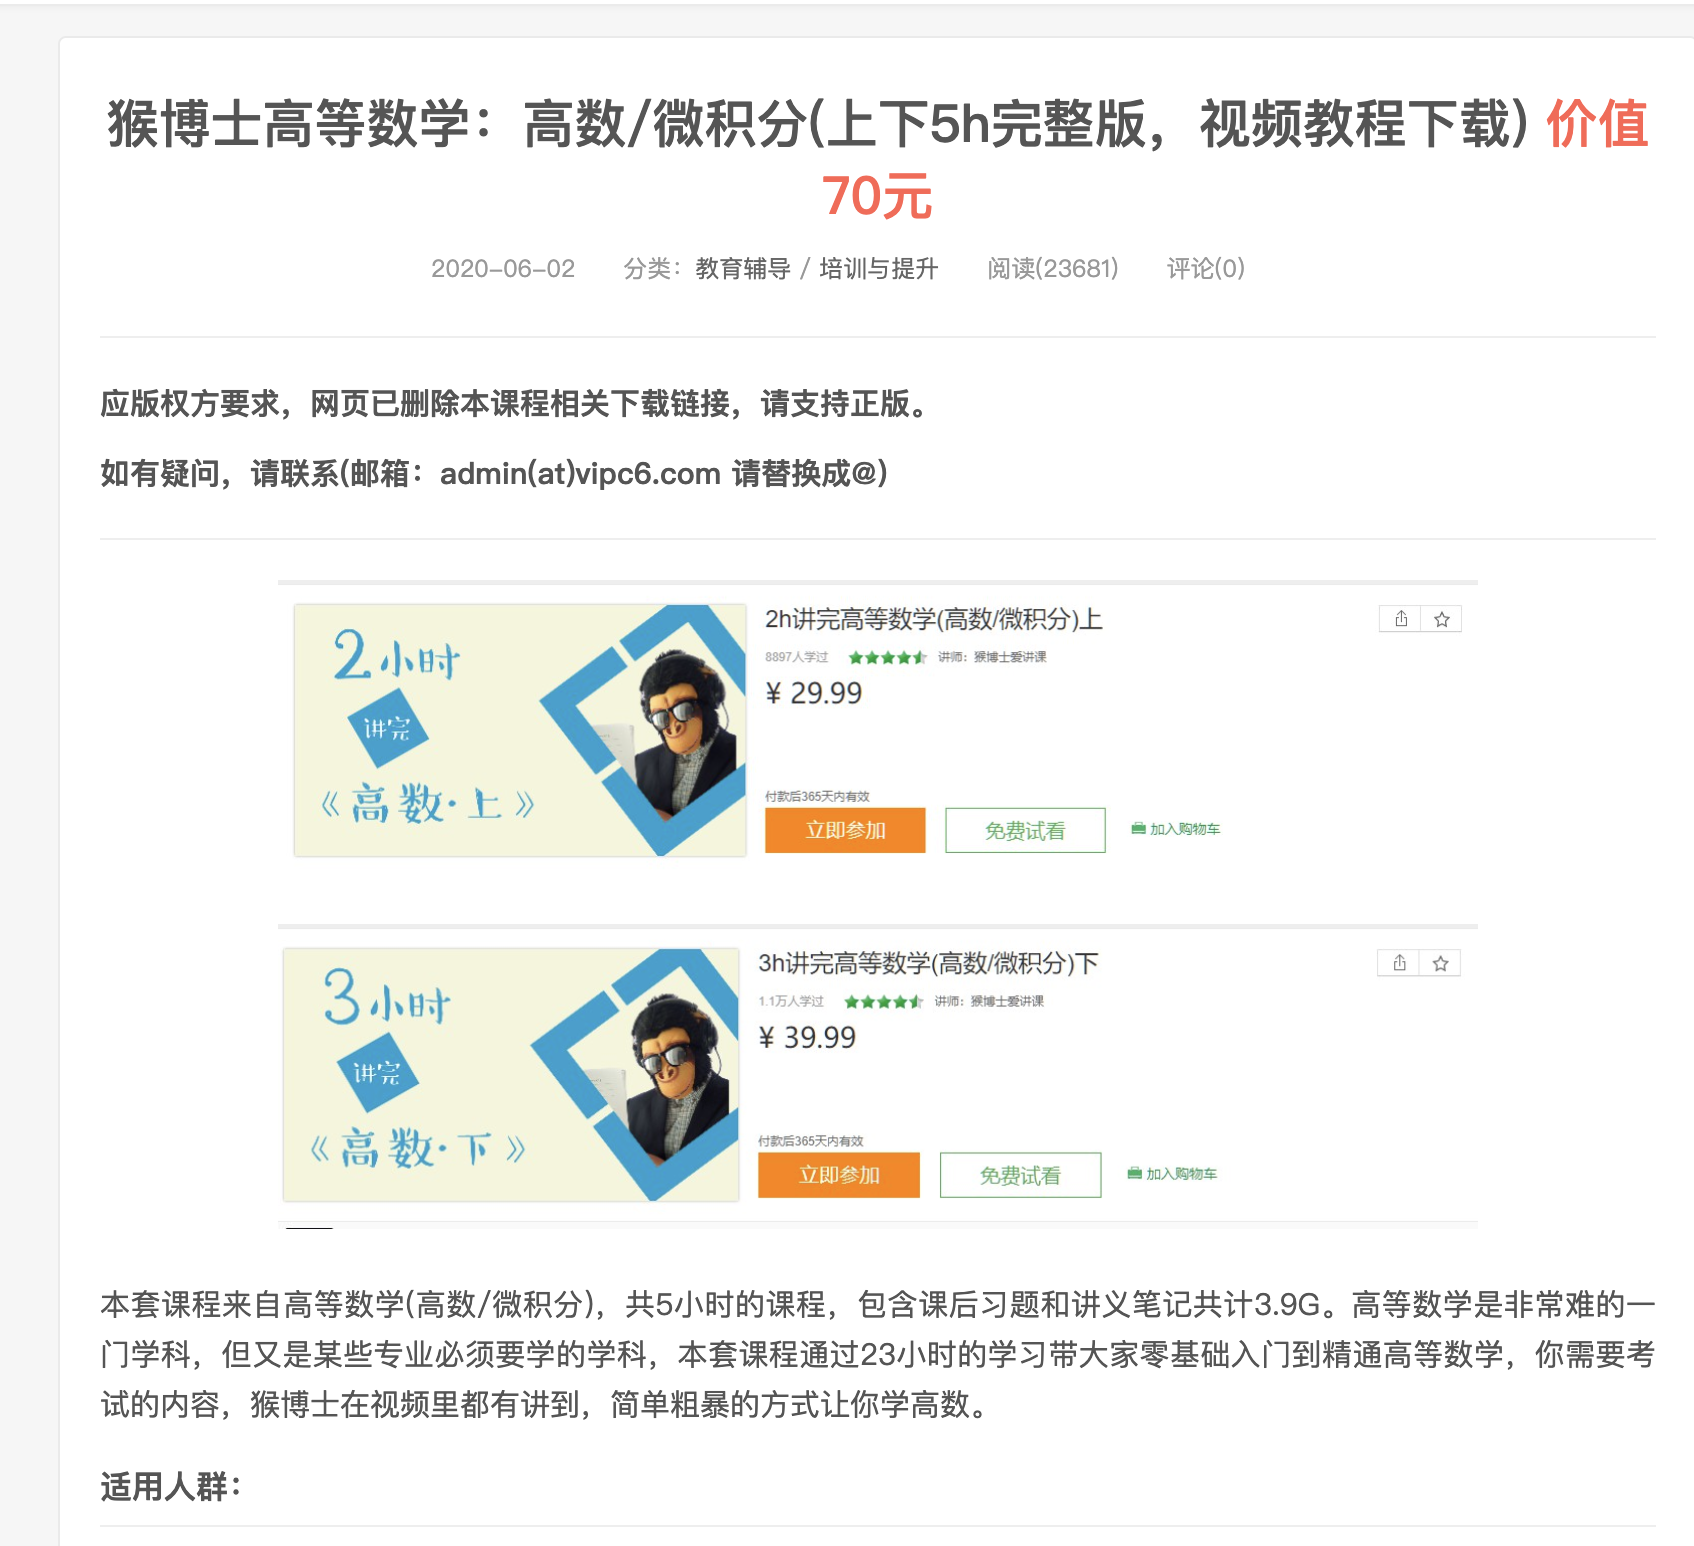 猴博士高等数学：高数/微积分(上下5h完整版，视频教程下载) 价值
70元
2020-06-02 分类：教育辅导 / 培训与提升 阅读(23681) 评论(0)
应版权方要求，网页已删除本课程相关下载链接，请支持正版。
如有疑问，请联系(邮箱：admin(at)vipc6.com 请替换成@)
2小时
讲完
《高数·上》
2h讲完高等数学(高数/微积分)上
8897人学过 讲师：猴博士爱讲课
¥ 29.99
付款后365天内有效
立即参加 免费试看 加入购物车
3小时
讲完
《高数·下》
3h讲完高等数学(高数/微积分)下
1.1万人学过 讲师：猴博士爱讲课
¥ 39.99
付款后365天内有效
立即参加 免费试看 加入购物车
本套课程来自高等数学(高数/微积分)，共5小时的课程，包含课后习题和讲义笔记共计3.9G。高等数学是非常难的一
门学科，但又是某些专业必须要学的学科，本套课程通过23小时的学习带大家零基础入门到精通高等数学，你需要考
试的内容，猴博士在视频里都有讲到，简单粗暴的方式让你学高数。
适用人群：